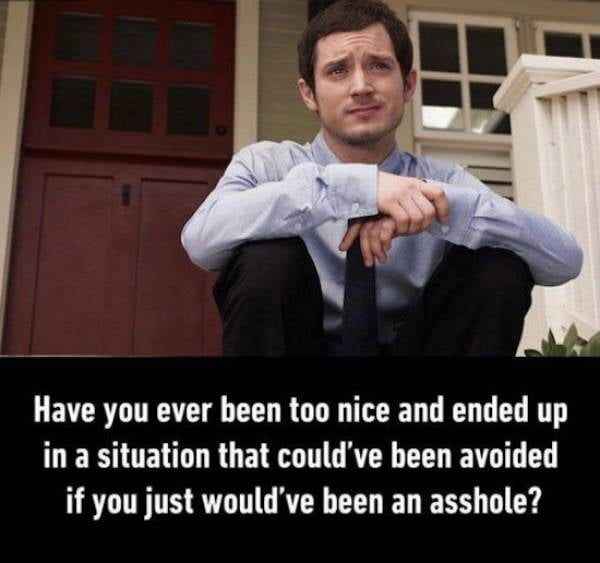 Have you ever been too nice and ended up
in a situation that could've been avoided
if you just would've been an asshole?